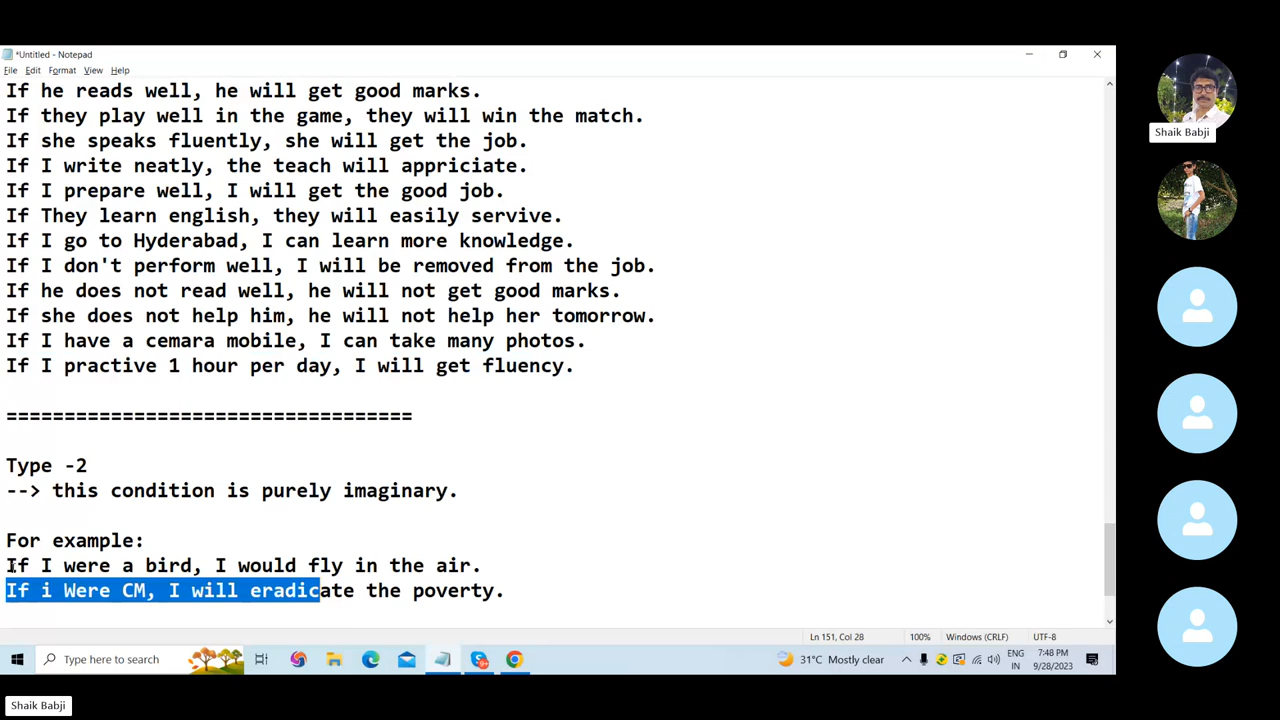 *Untitled - Notepad
File Edit Format View Help
If he reads well, he will get good marks.
If they play well in the game, they will win the match.
If she speaks fluently, she will get the job.
If I write neatly, the teach will appriciate.
If I prepare well, I will get the good job.
If They learn english, they will easily servive.
If I go to Hyderabad, I can learn more knowledge.
If I don't perform well, I will be removed from the job.
If he does not read well, he will not get good marks.
If she does not help him, he will not help her tomorrow.
If I have a cemara mobile, I can take many photos.
If I practive 1 hour per day, I will get fluency.
===================================
Type -2
--> this condition is purely imaginary.
For example:
If I were a bird, I would fly in the air.
If i Were CM, I will eradicate the poverty.
Ln 151, Col 28 100% Windows (CRLF) UTF-8
Type here to search
31°C Mostly clear
ENG
IN
7:48 PM
9/28/2023
Shaik Babji
Shaik Babji